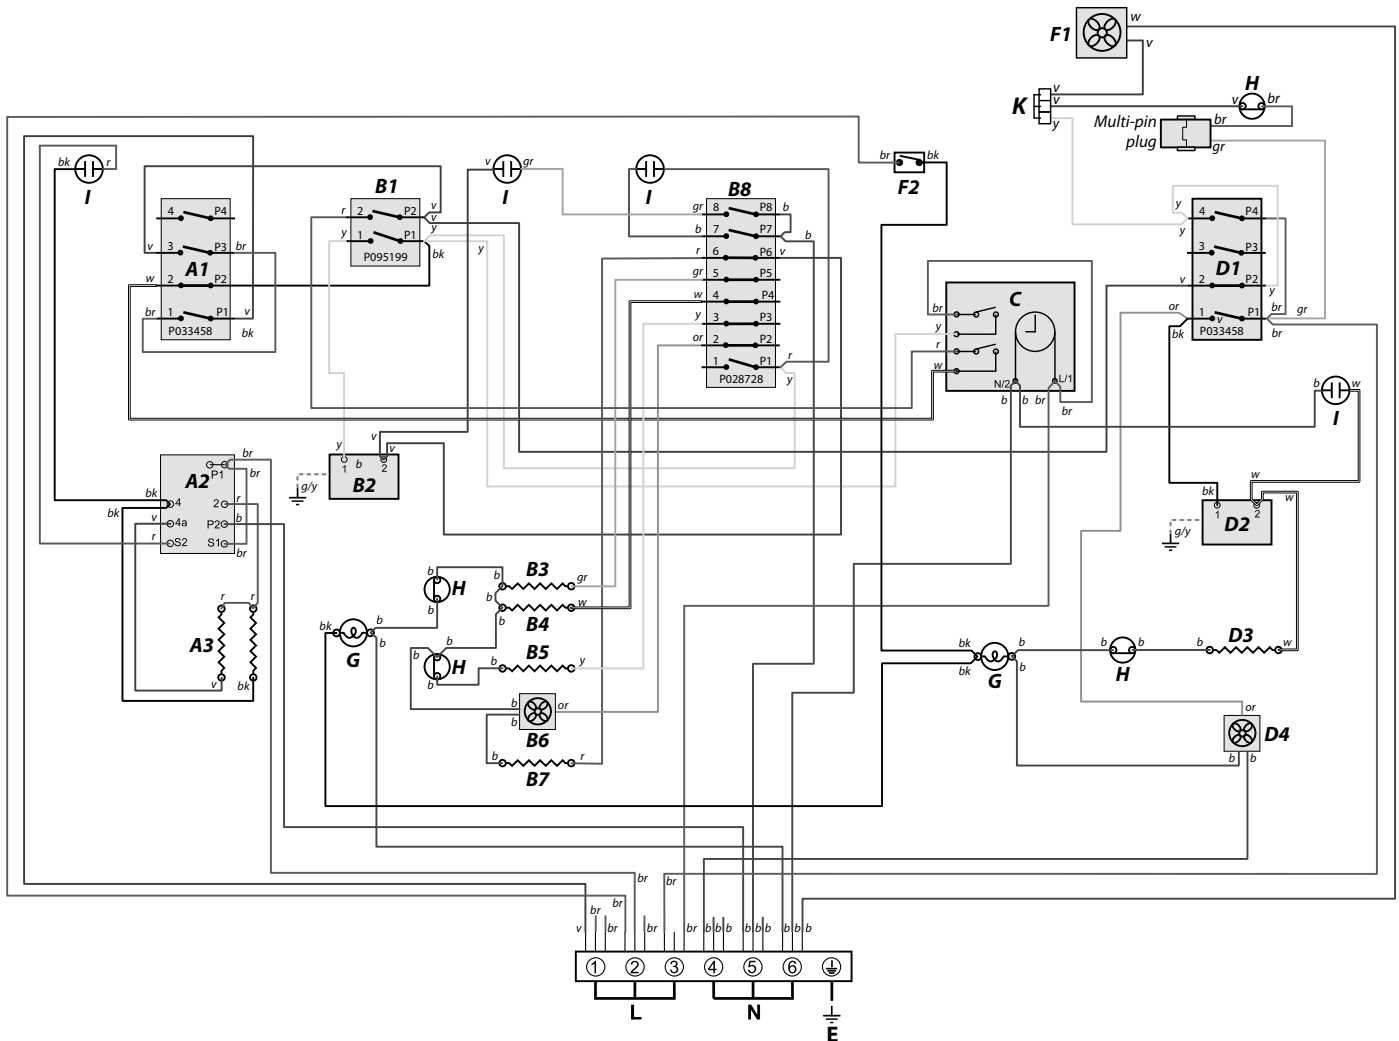 w
F1
v
K
v
v
y
v
H
br
Multi-pin plug
br
gr
bk
r
I
v
gr
I
I
br
bk
F2
B1
B8
4
P4
v
3
P3
br
A1
w
2
P2
br
1
P1
v
P033458
bk
r
2
P2
v
v
y
1
P1
y
y
bk
P095199
gr
8
P8
b
b
7
P7
b
r
6
P6
v
gr
5
P5
w
4
P4
y
3
P3
or
2
P2
1
P1
r
y
P028728
C
br
y
r
w
N/2
L/1
b
b
br
br
y
4
P4
y
3
P3
D1
v
2
P2
y
or
1
v
P1
br
gr
bk
P033458
br
b
w
I
y
v
v
1
b
2
B2
g/y
A2
P1
br
br
bk
4
2
r
bk
v
4a
P2
b
r
S2
S1
br
r
r
A3
v
bk
w
w
bk
1
2
D2
g/y
b
H
b
b
B3
gr
b
w
B4
b
bk
b
G
b
b
b
H
b
b
B5
y
b
b
or
B6
b
r
B7
bk
bk
G
b
b
b
H
b
b
D3
w
or
D4
b
b
br
br
v
br
br
br
br
br
b
b
b
b
b
b
b
b
b
1
2
3
4
5
6
L
N
E